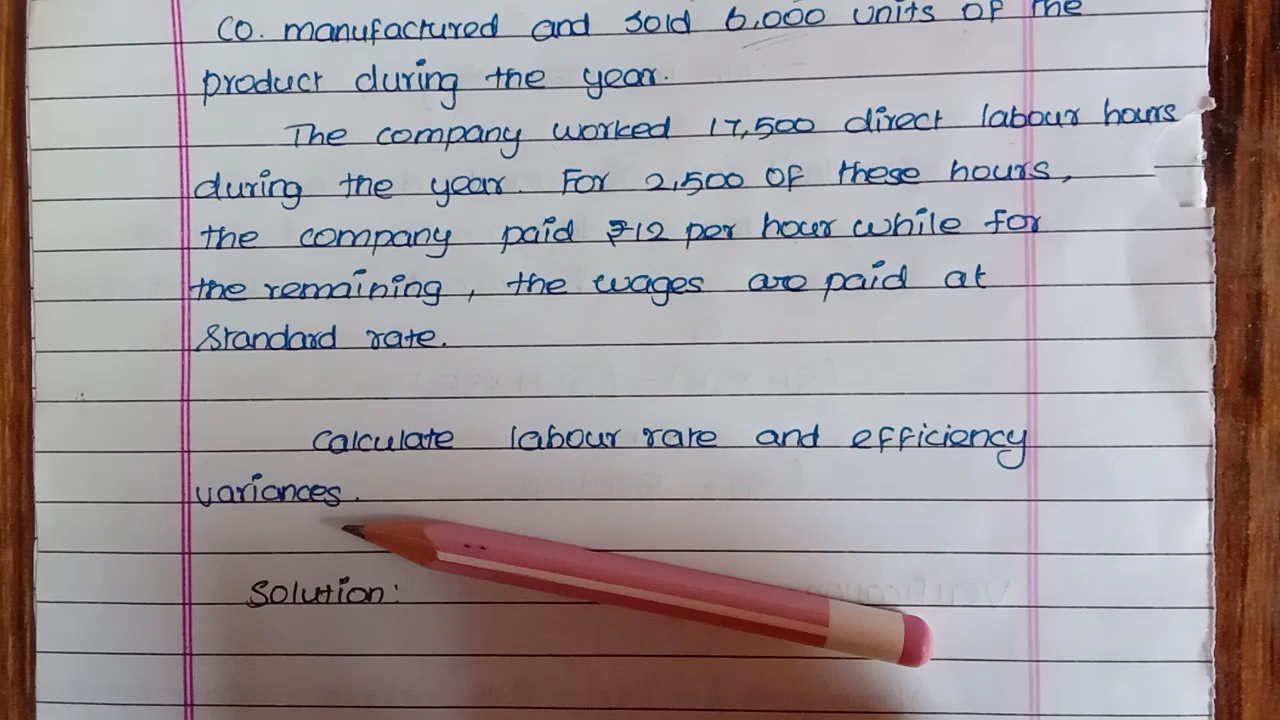 CO. manufactured and sold 6,000 units of the
product during the year.
The company worked 17,500 direct labour hours
during the year. For 2,500 of these hours,
the company paid ₹12 per hour while for
the remaining, the wages are paid at
standard rate.
Calculate labour rate and efficiency
variances.
Solution: